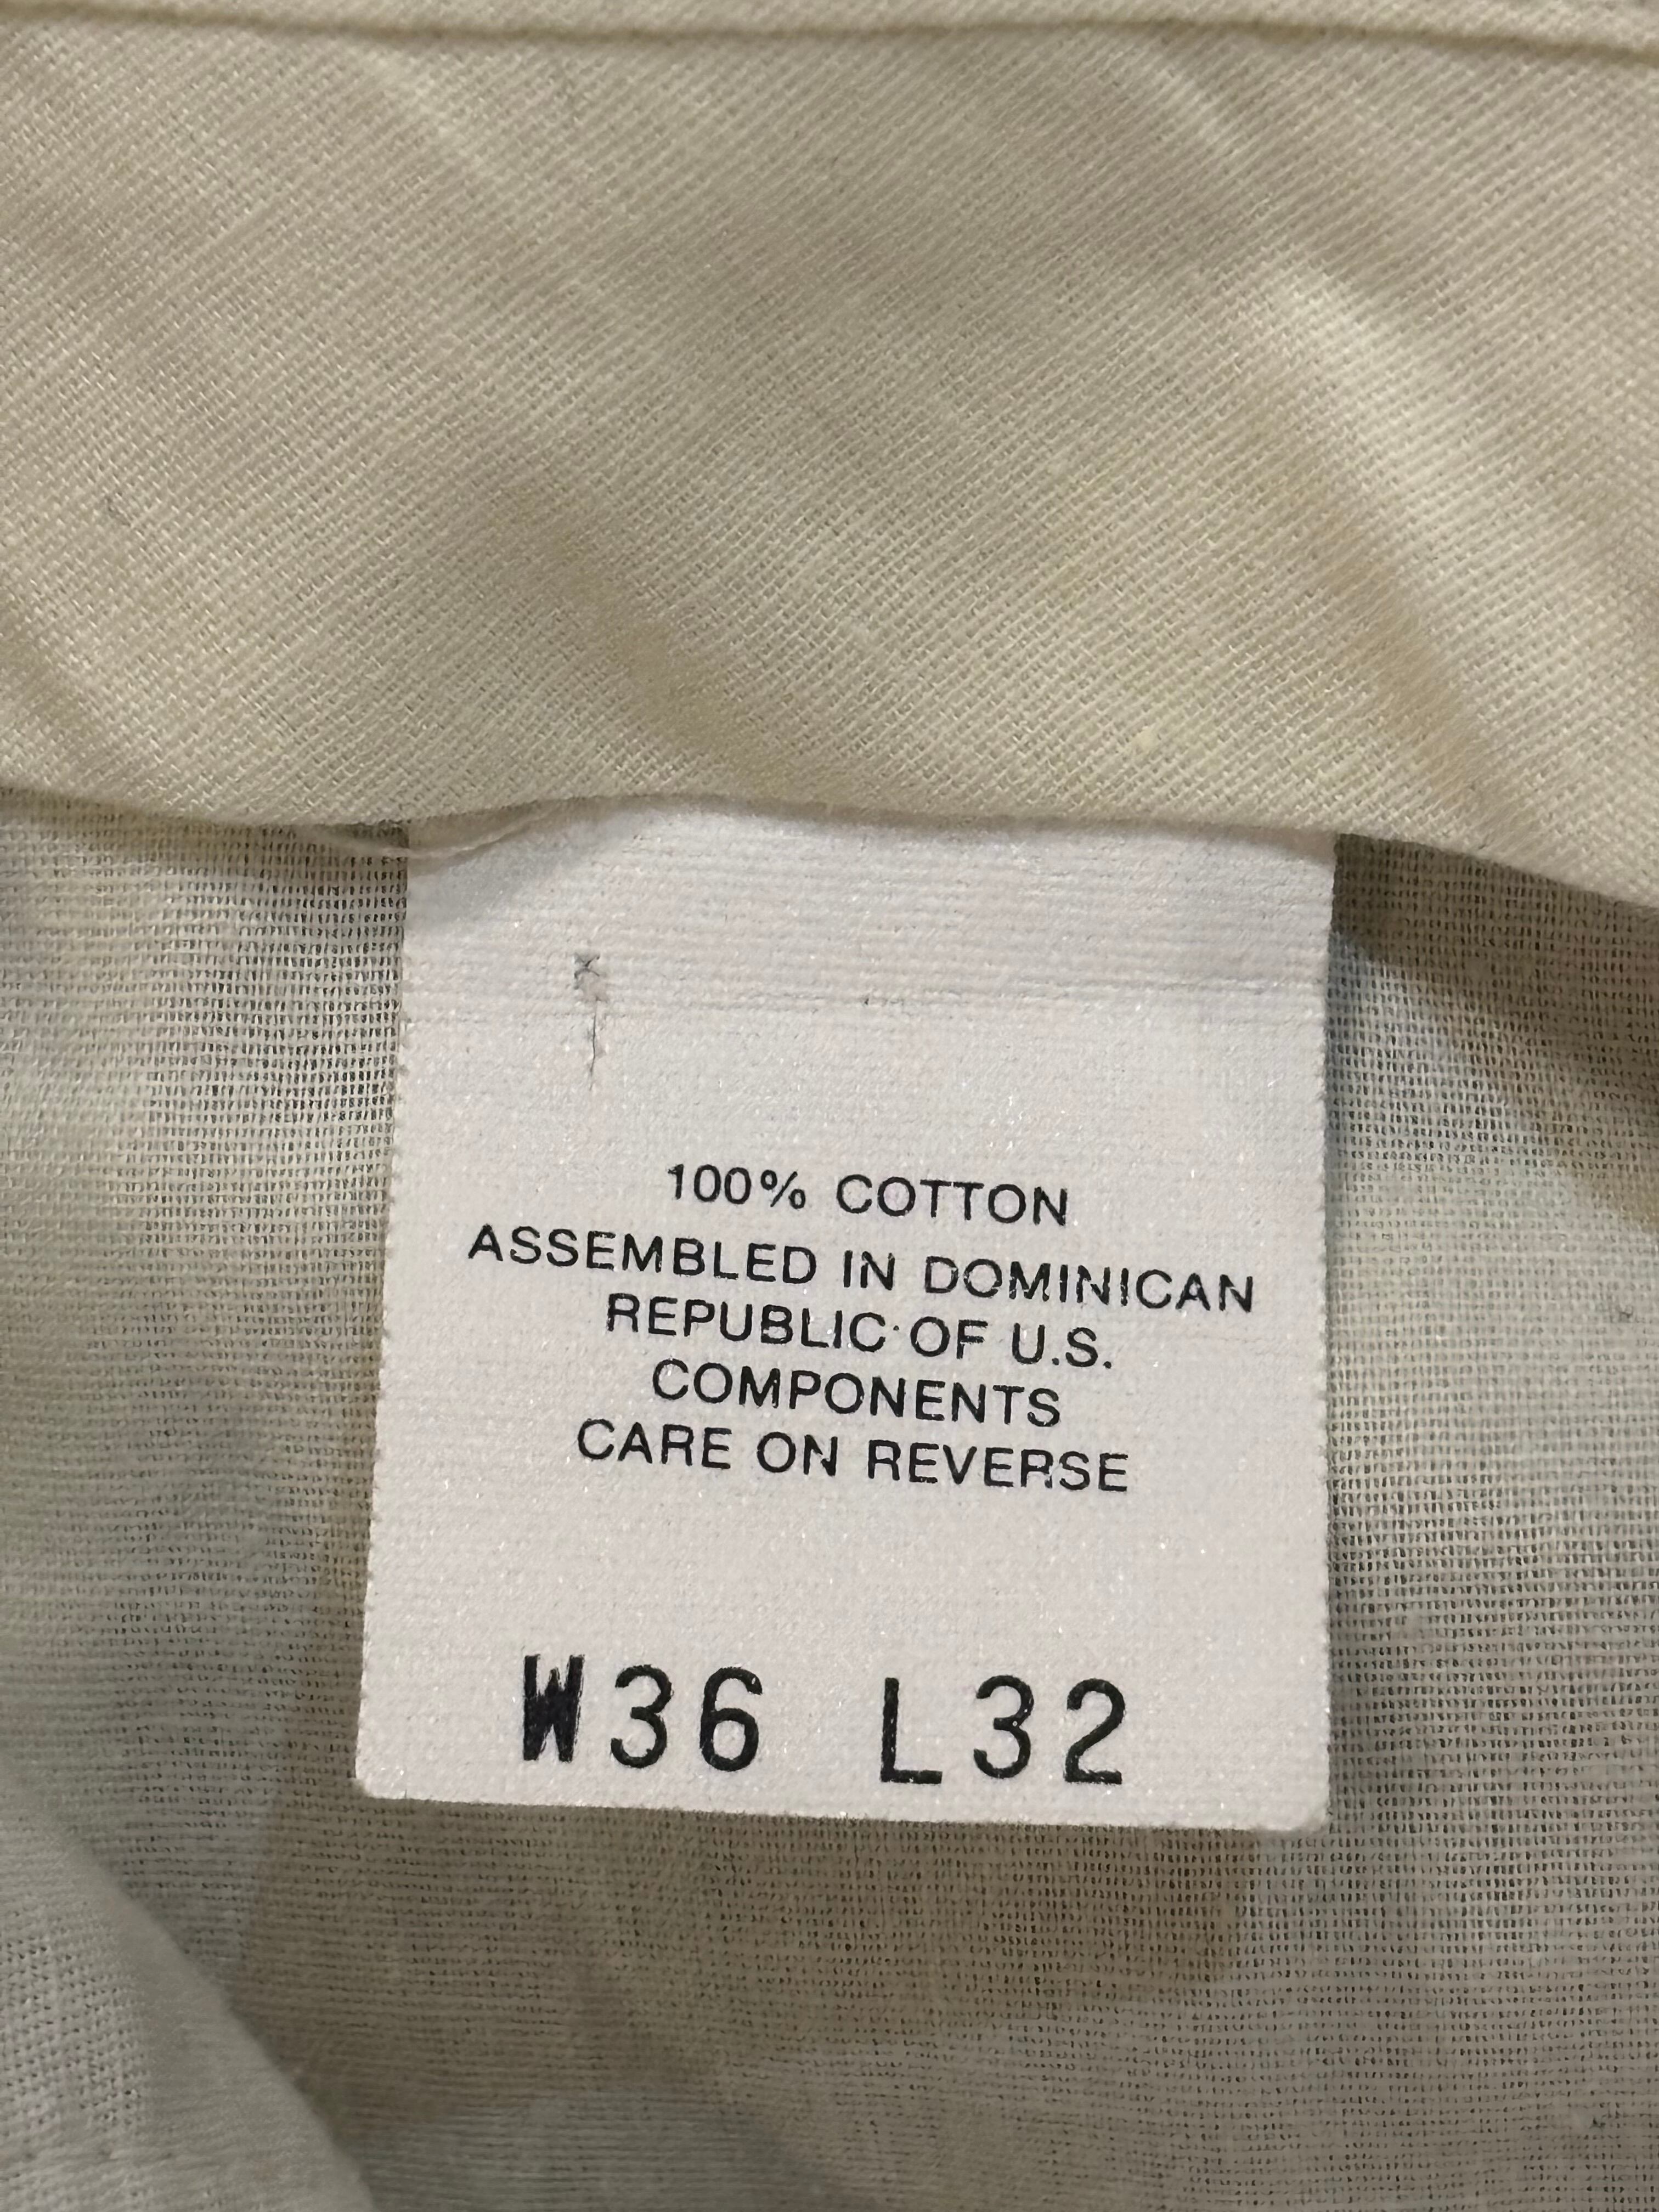 100% COTTON
ASSEMBLED IN DOMINICAN
REPUBLIC OF U.S.
COMPONENTS
CARE ON REVERSE
W36 L32